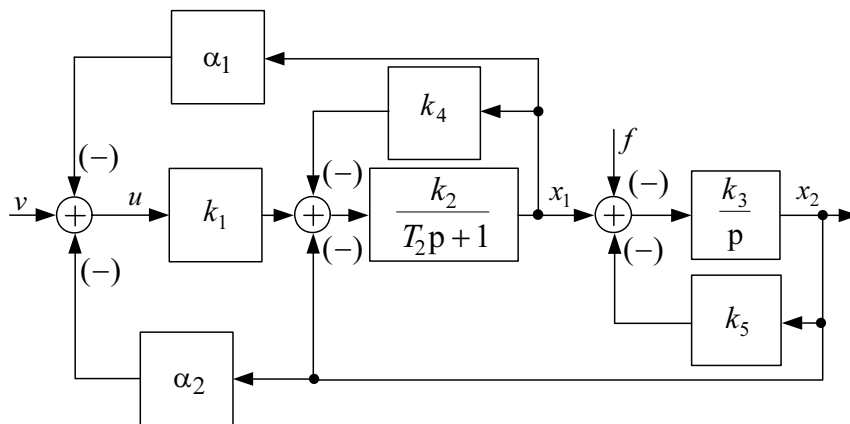 α₁
k₄
(−)
(−)
f
(−)
v
u
k₁
k₂
T₂p + 1
x₁
k₃
p
x₂
(−)
(−)
(−)
k₅
α₂